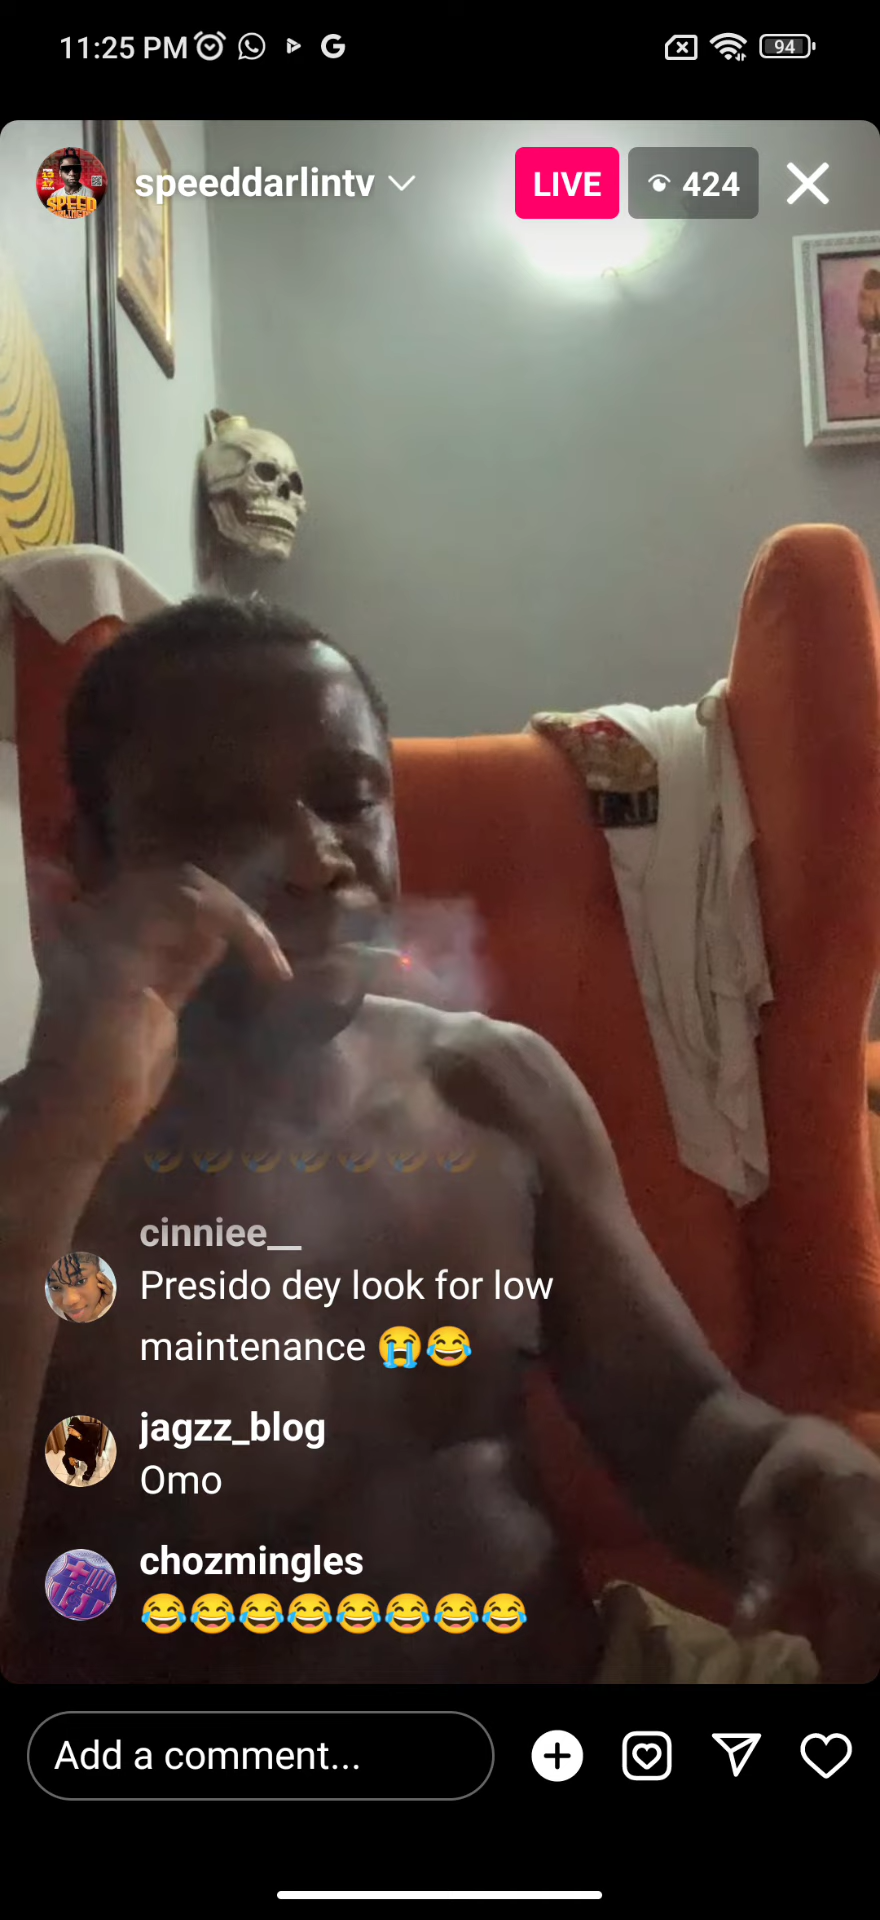 11:25 PM
94
speeddarlintv
LIVE
424
SPEED
cinniee__
Presido dey look for low
maintenance 😭😂
jagzz_blog
Omo
chozmingles
😂😂😂😂😂😂😂😂
Add a comment...